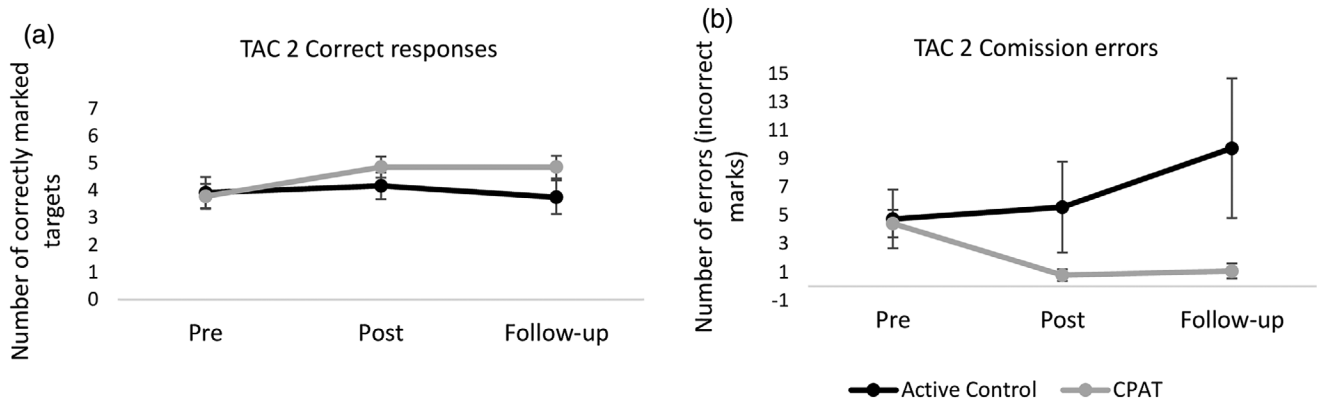 (a)
TAC 2 Correct responses
Number of correctly marked
targets
7
6
5
4
3
2
1
0
Pre
Post
Follow-up
(b)
TAC 2 Comission errors
Number of errors (incorrect
marks)
15
13
11
9
7
5
3
1
-1
Pre
Post
Follow-up
Active Control
CPAT